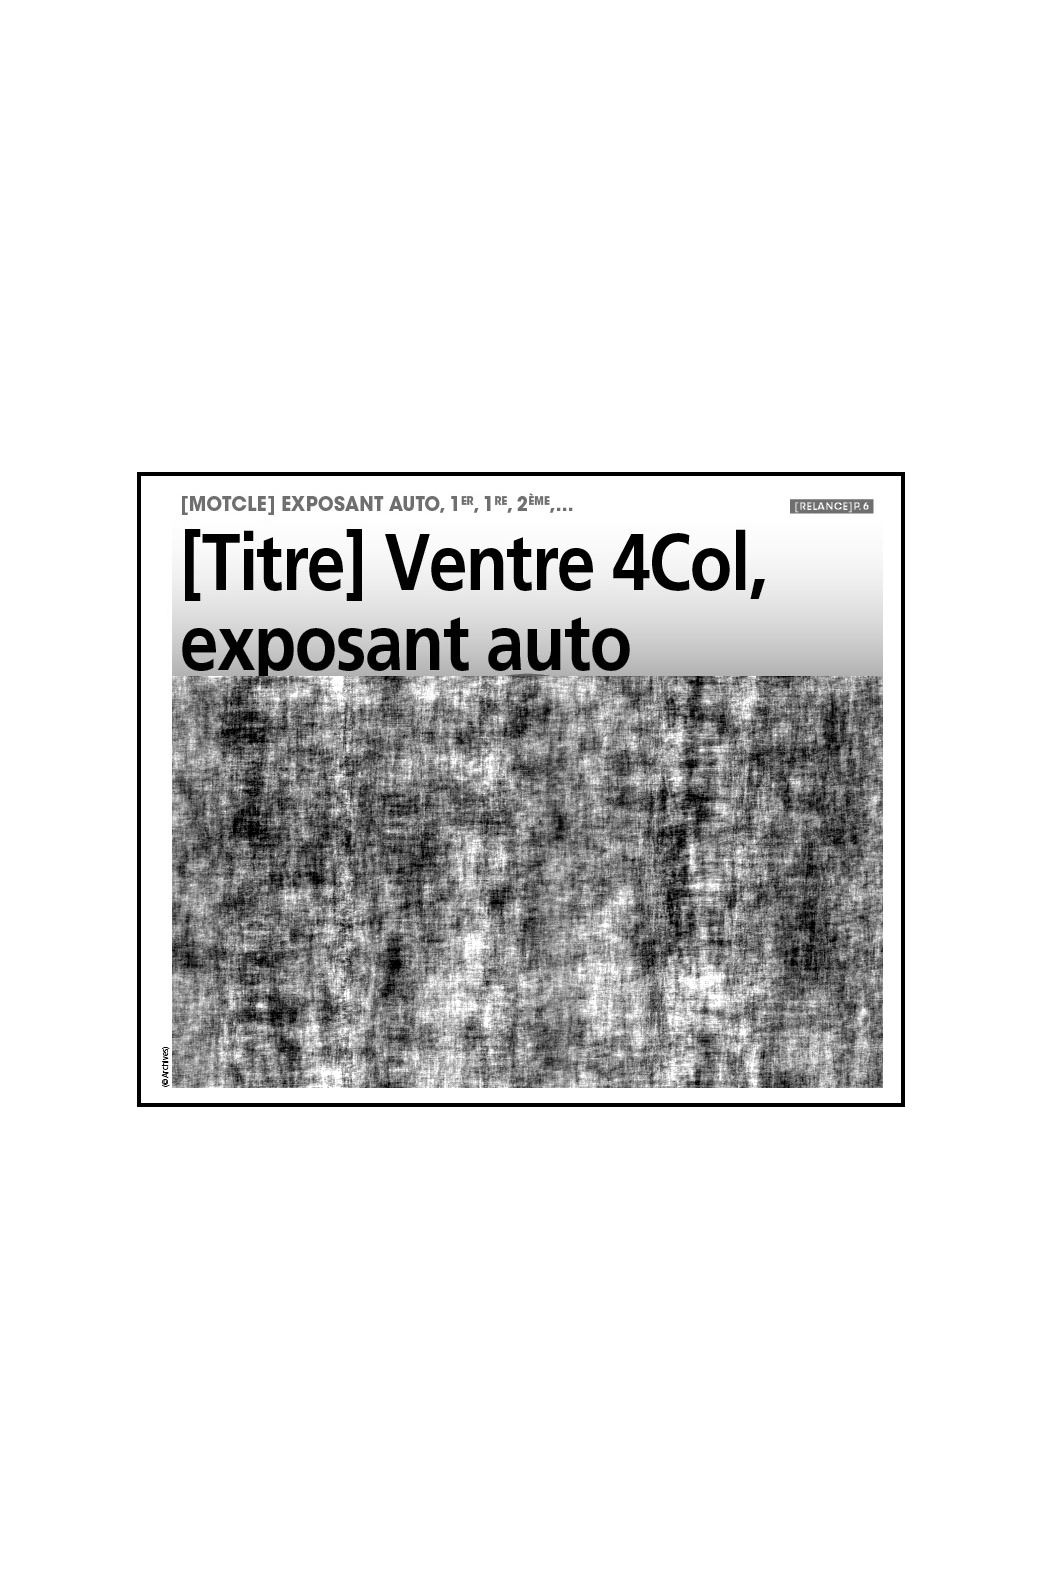 [MOTCLE] EXPOSANT AUTO, 1ER, 1RE, 2ÈME,...
[RELANCE]P.6
[Titre] Ventre 4Col,
exposant auto
(© Archives)